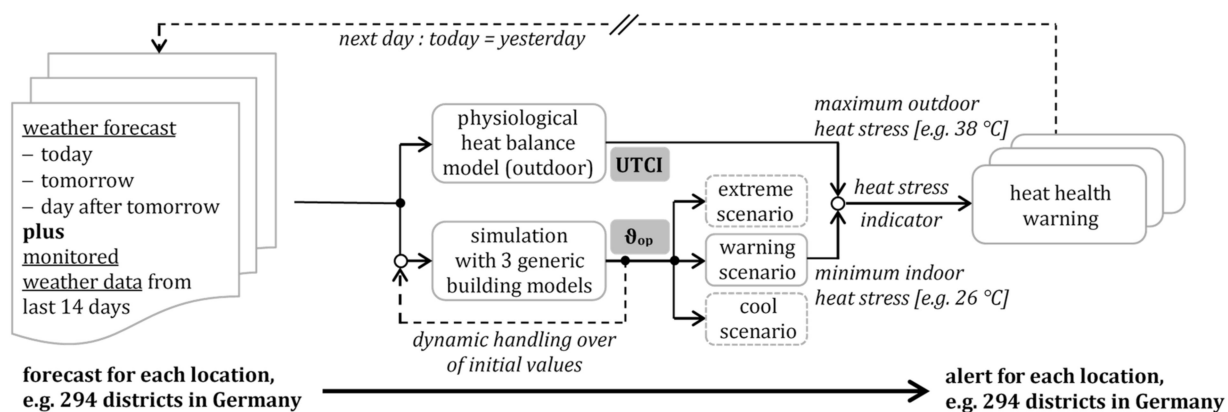 next day : today = yesterday
weather forecast
– today
– tomorrow
– day after tomorrow
plus
monitored
weather data from
last 14 days
physiological
heat balance
model (outdoor)
UTCI
simulation
with 3 generic
building models
ϑop
dynamic handling over
of initial values
extreme
scenario
warning
scenario
cool
scenario
maximum outdoor
heat stress [e.g. 38 °C]
heat stress
indicator
minimum indoor
heat stress [e.g. 26 °C]
heat health
warning
forecast for each location,
e.g. 294 districts in Germany
alert for each location,
e.g. 294 districts in Germany